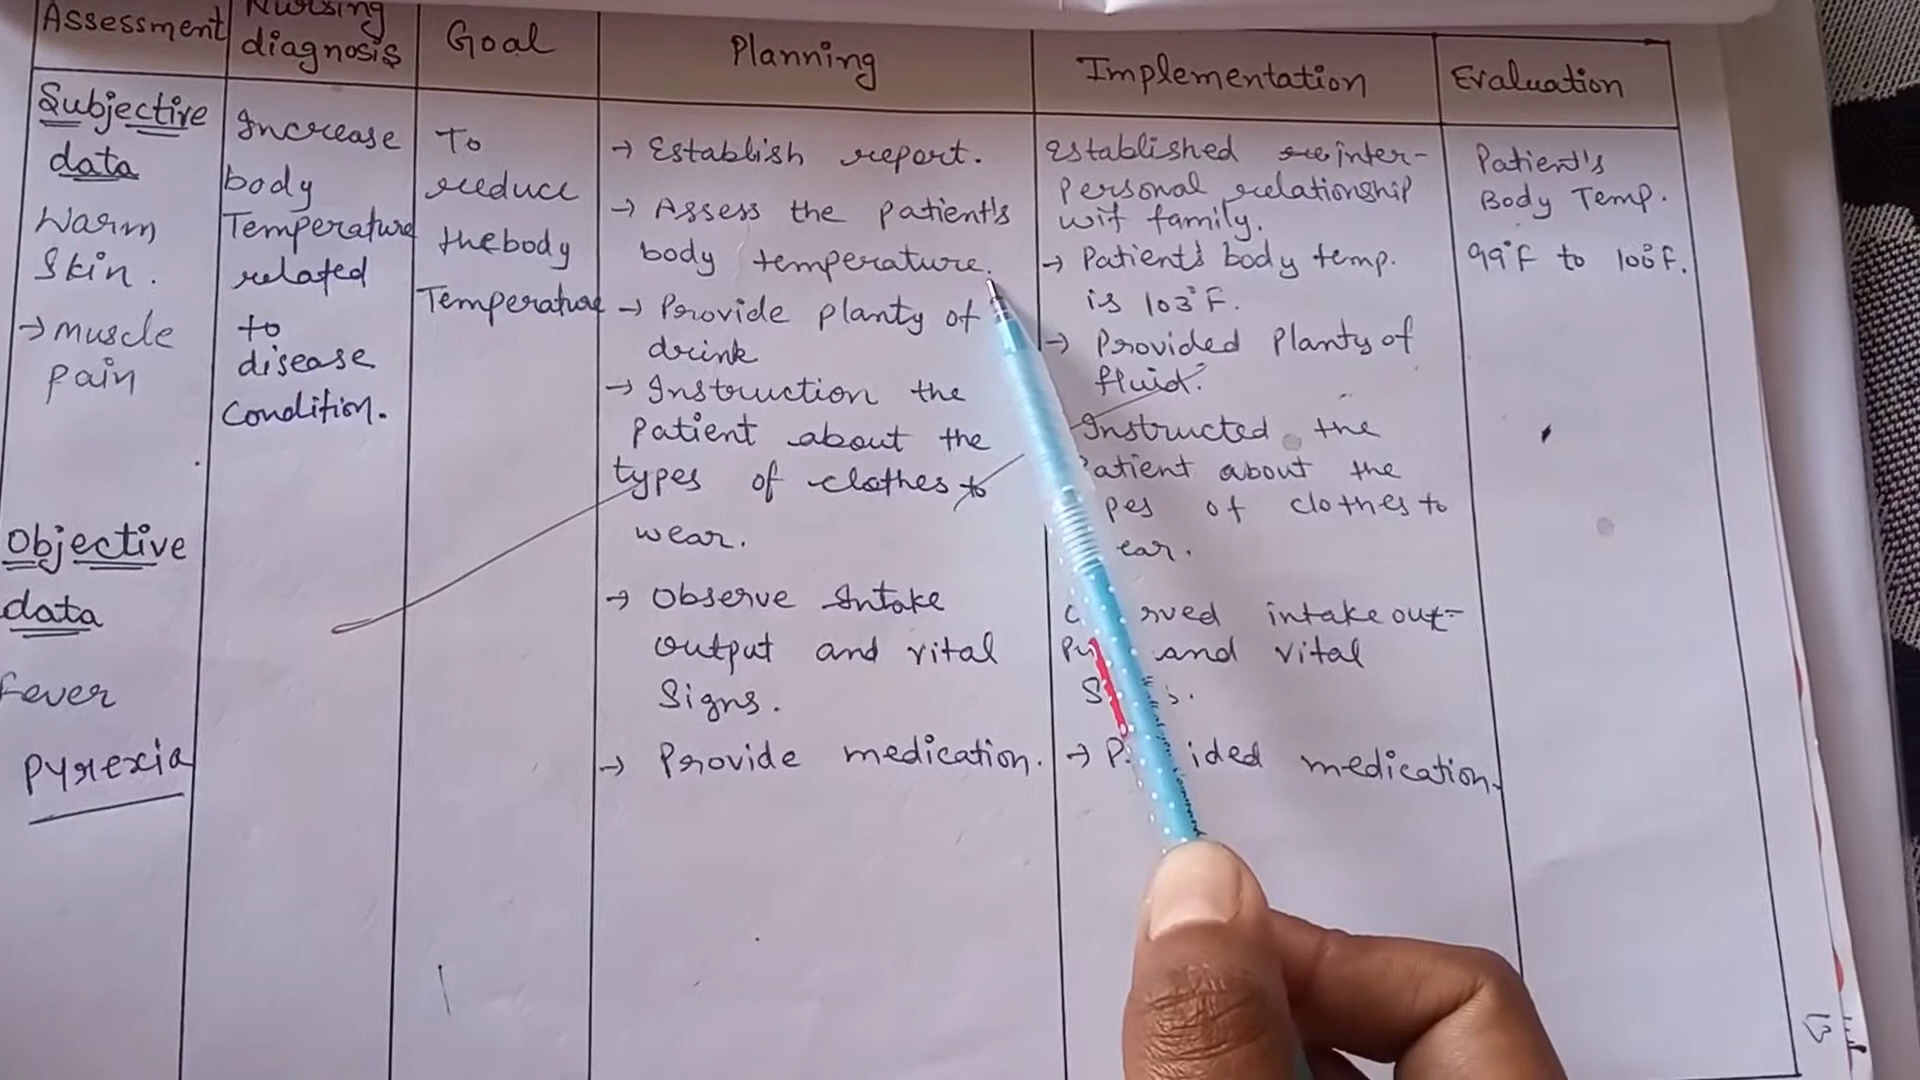 Assessment
Nursing
diagnosis
Goal
Planning
Implementation
Evaluation
Subjective
data
Warm
Skin.
→ muscle
pain
Objective
data
Fever
Pyrexia
Increase
body
Temperature
related
to
disease
Condition.
To
reduce
the body
Temperature
→ Establish report.
→ Assess the patient's
body temperature.
→ Provide planty of
drink
→ Instruction the
patient about the
types of clothes to
wear.
→ Observe Intake
output and vital
Signs.
→ Provide medication.
Established inter-
personal relationship
wit family.
→ Patient's body temp.
is 103°F.
→ Provided Planty of
fluid.
Instructed the
atient about the
pes of clothes to
ear.
rved intake out-
and vital
→ P ided medication.
Patient's
Body Temp.
99°F to 100°F.